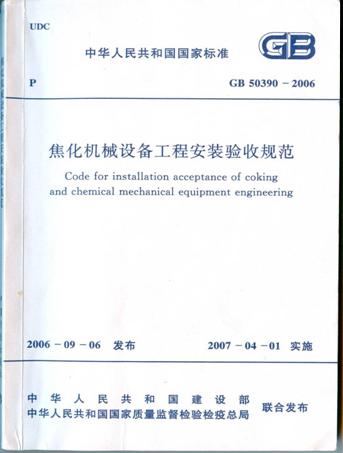 UDC
中华人民共和国国家标准
GB
P
GB 50390－2006
焦化机械设备工程安装验收规范
Code for installation acceptance of coking
and chemical mechanical equipment engineering
2006－09－06 发布
2007－04－01 实施
中华人民共和国建设部
中华人民共和国国家质量监督检验检疫总局
联合发布